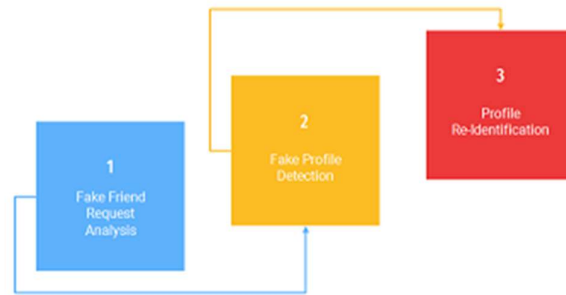 1
Fake Friend
Request
Analysis
2
Fake Profile
Detection
3
Profile
Re-Identification